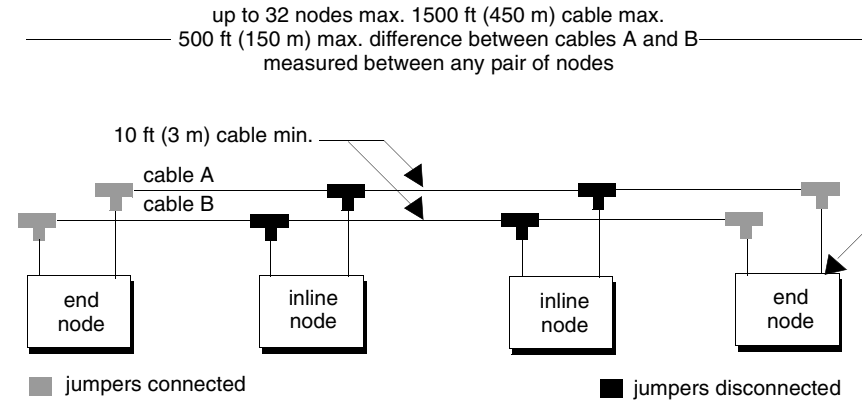 up to 32 nodes max. 1500 ft (450 m) cable max.
500 ft (150 m) max. difference between cables A and B
measured between any pair of nodes
10 ft (3 m) cable min.
cable A
cable B
end
node
inline
node
inline
node
end
node
jumpers connected
jumpers disconnected